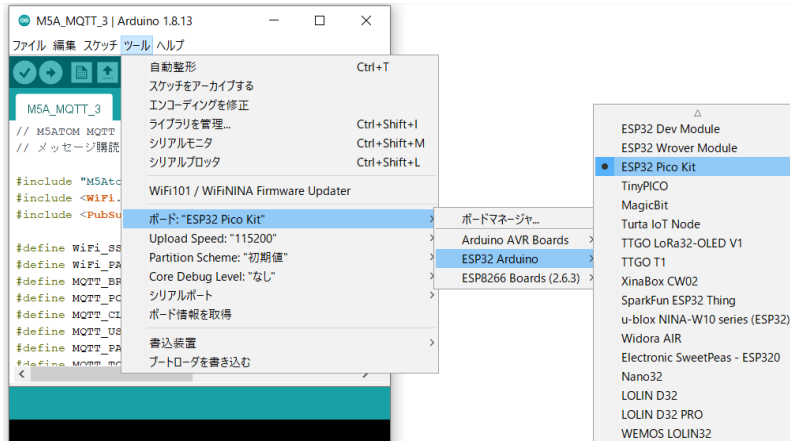 M5A_MQTT_3 | Arduino 1.8.13
ファイル 編集 スケッチ ツール ヘルプ
M5A_MQTT_3
// M5ATOM MQTT
// メッセージ購読
#include "M5Ato
#include <WiFi.
#include <PubSu
#define WiFi_SS
#define WiFi_PA
#define MQTT_BR
#define MQTT_PO
#define MQTT_CL
#define MQTT_US
#define MQTT_PA
#define MQTT_TO
自動整形 Ctrl+T
スケッチをアーカイブする
エンコーディングを修正
ライブラリを管理... Ctrl+Shift+I
シリアルモニタ Ctrl+Shift+M
シリアルプロッタ Ctrl+Shift+L
WiFi101 / WiFiNINA Firmware Updater
ボード: "ESP32 Pico Kit"
Upload Speed: "115200"
Partition Scheme: "初期値"
Core Debug Level: "なし"
シリアルポート
ボード情報を取得
書込装置
ブートローダを書き込む
ボードマネージャ...
Arduino AVR Boards
ESP32 Arduino
ESP8266 Boards (2.6.3)
ESP32 Dev Module
ESP32 Wrover Module
ESP32 Pico Kit
TinyPICO
MagicBit
Turta IoT Node
TTGO LoRa32-OLED V1
TTGO T1
XinaBox CW02
SparkFun ESP32 Thing
u-blox NINA-W10 series (ESP32)
Widora AIR
Electronic SweetPeas - ESP320
Nano32
LOLIN D32
LOLIN D32 PRO
WEMOS LOLIN32